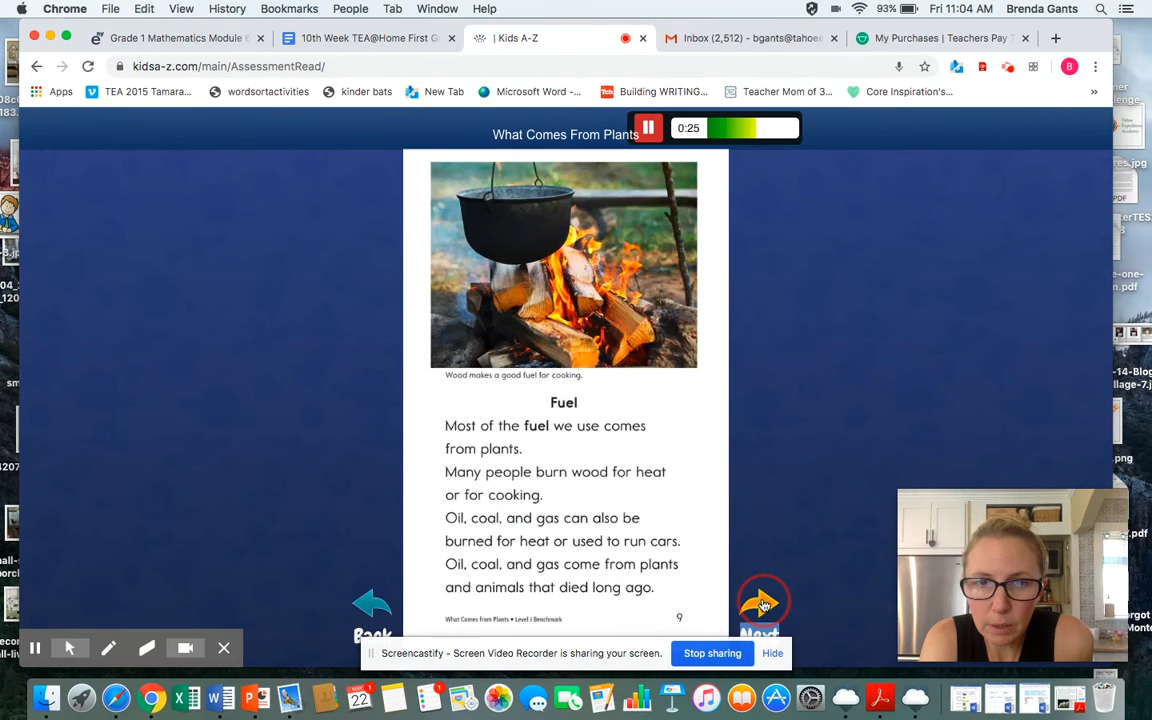 Chrome File Edit View History Bookmarks People Tab Window Help 93% Fri 11:04 AM Brenda Gants
Grade 1 Mathematics Module 10th Week TEA@Home First G | Kids A-Z Inbox (2,512) – bgants@tahoee My Purchases | Teachers Pay T
kidsa-z.com/main/AssessmentRead/ B
Apps TEA 2015 Tamara... wordsortactivities kinder bats New Tab Microsoft Word -... Building WRITING... Teacher Mom of 3... Core Inspiration's... »
What Comes From Plants 0:25
Wood makes a good fuel for cooking.
Fuel
Most of the fuel we use comes
from plants.
Many people burn wood for heat
or for cooking.
Oil, coal, and gas can also be
burned for heat or used to run cars.
Oil, coal, and gas come from plants
and animals that died long ago.
What Comes from Plants • Level J Benchmark 9
Back Next
Screencastify - Screen Video Recorder is sharing your screen. Stop sharing Hide